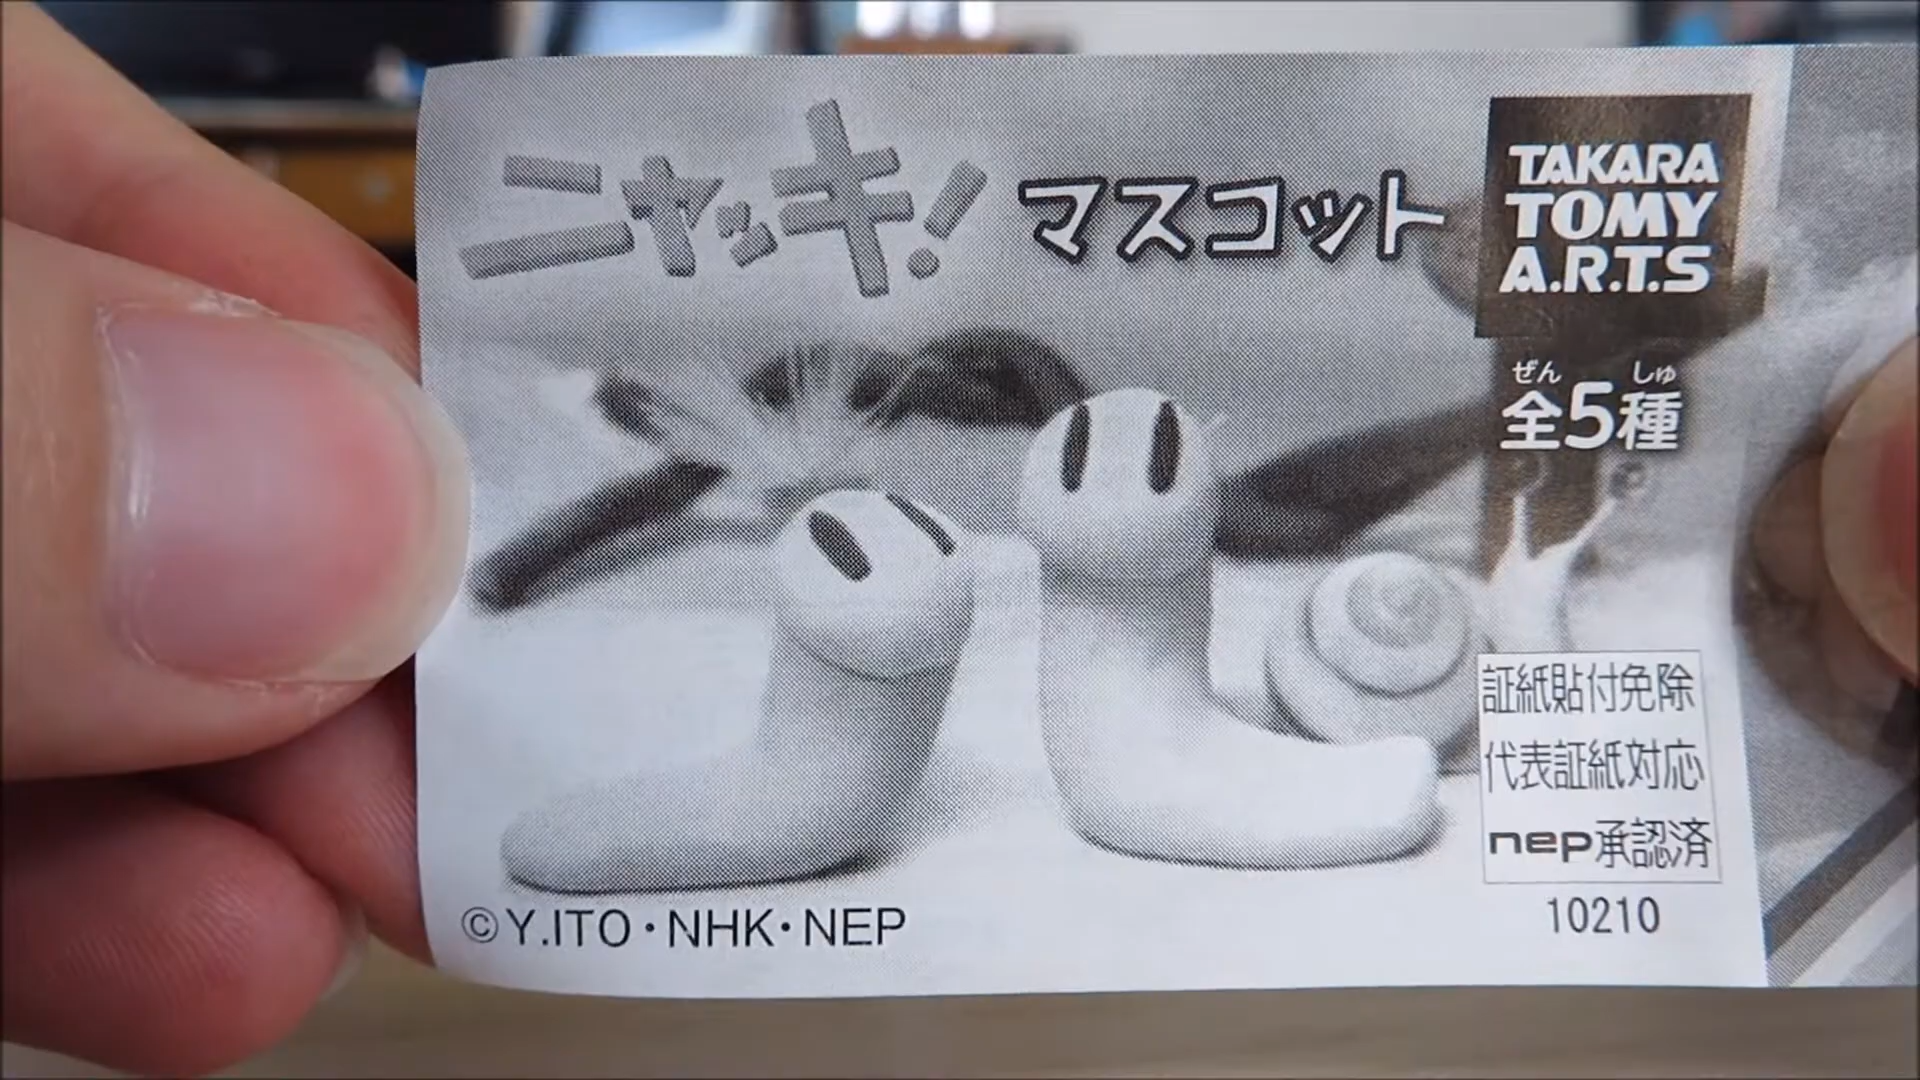 ニャッキ! マスコット
TAKARA
TOMY
A.R.T.S
ぜん しゅ
全5種
証紙貼付免除
代表証紙対応
nep承認済
10210
©Y.ITO・NHK・NEP